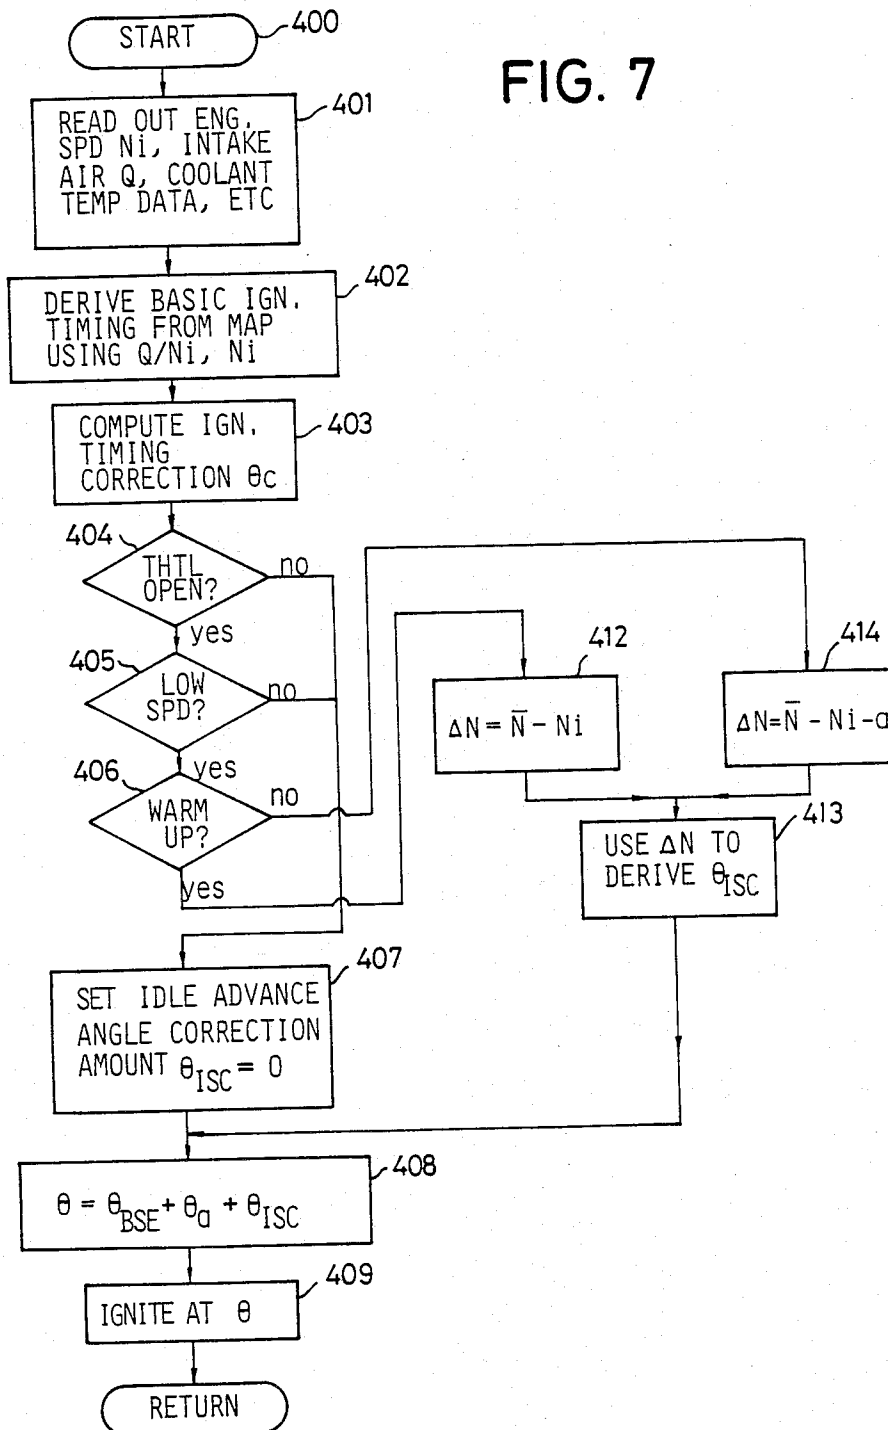 FIG. 7
START
400
READ OUT ENG.
SPD Ni, INTAKE
AIR Q, COOLANT
TEMP DATA, ETC
401
DERIVE BASIC IGN.
TIMING FROM MAP
USING Q/Ni, Ni
402
COMPUTE IGN.
TIMING
CORRECTION θc
403
404
THTL
OPEN?
no
yes
405
LOW
SPD?
no
yes
406
WARM
UP?
no
yes
412
ΔN = N̅ - Ni
414
ΔN = N̅ - Ni - a
413
USE ΔN TO
DERIVE θISC
407
SET IDLE ADVANCE
ANGLE CORRECTION
AMOUNT θISC = 0
408
θ = θBSE + θa + θISC
409
IGNITE AT θ
RETURN